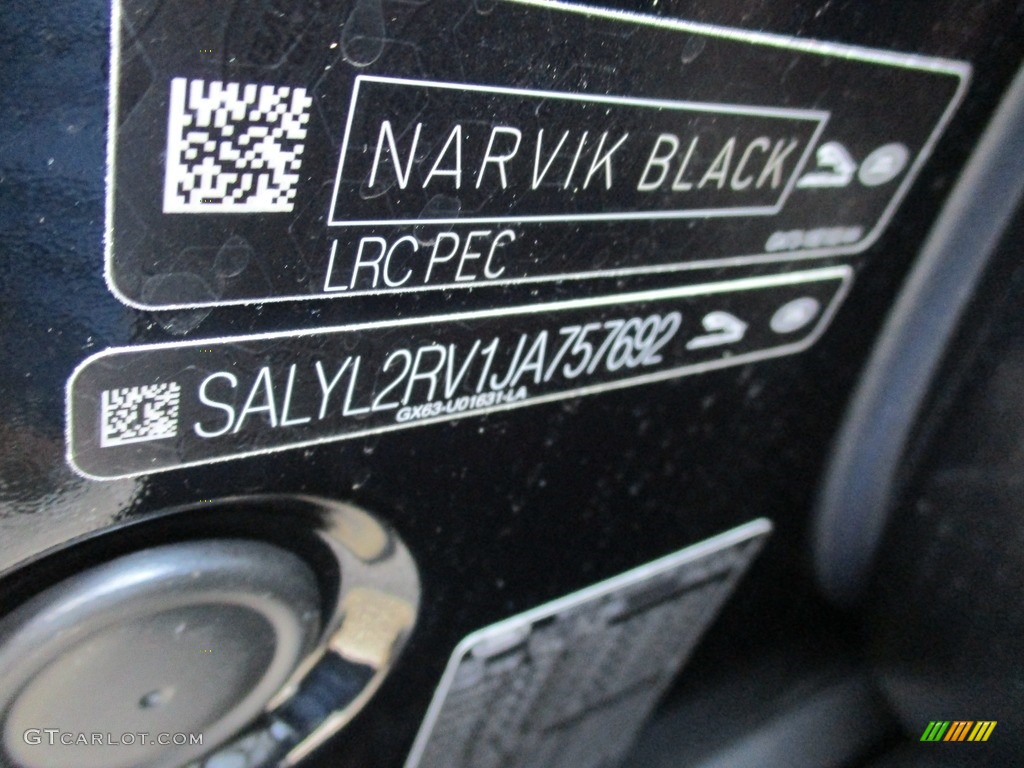 NARVIK BLACK
LRC PEC
SALYL2RV1JA757692
GX63-U01631-LA
GTCARLOT.COM